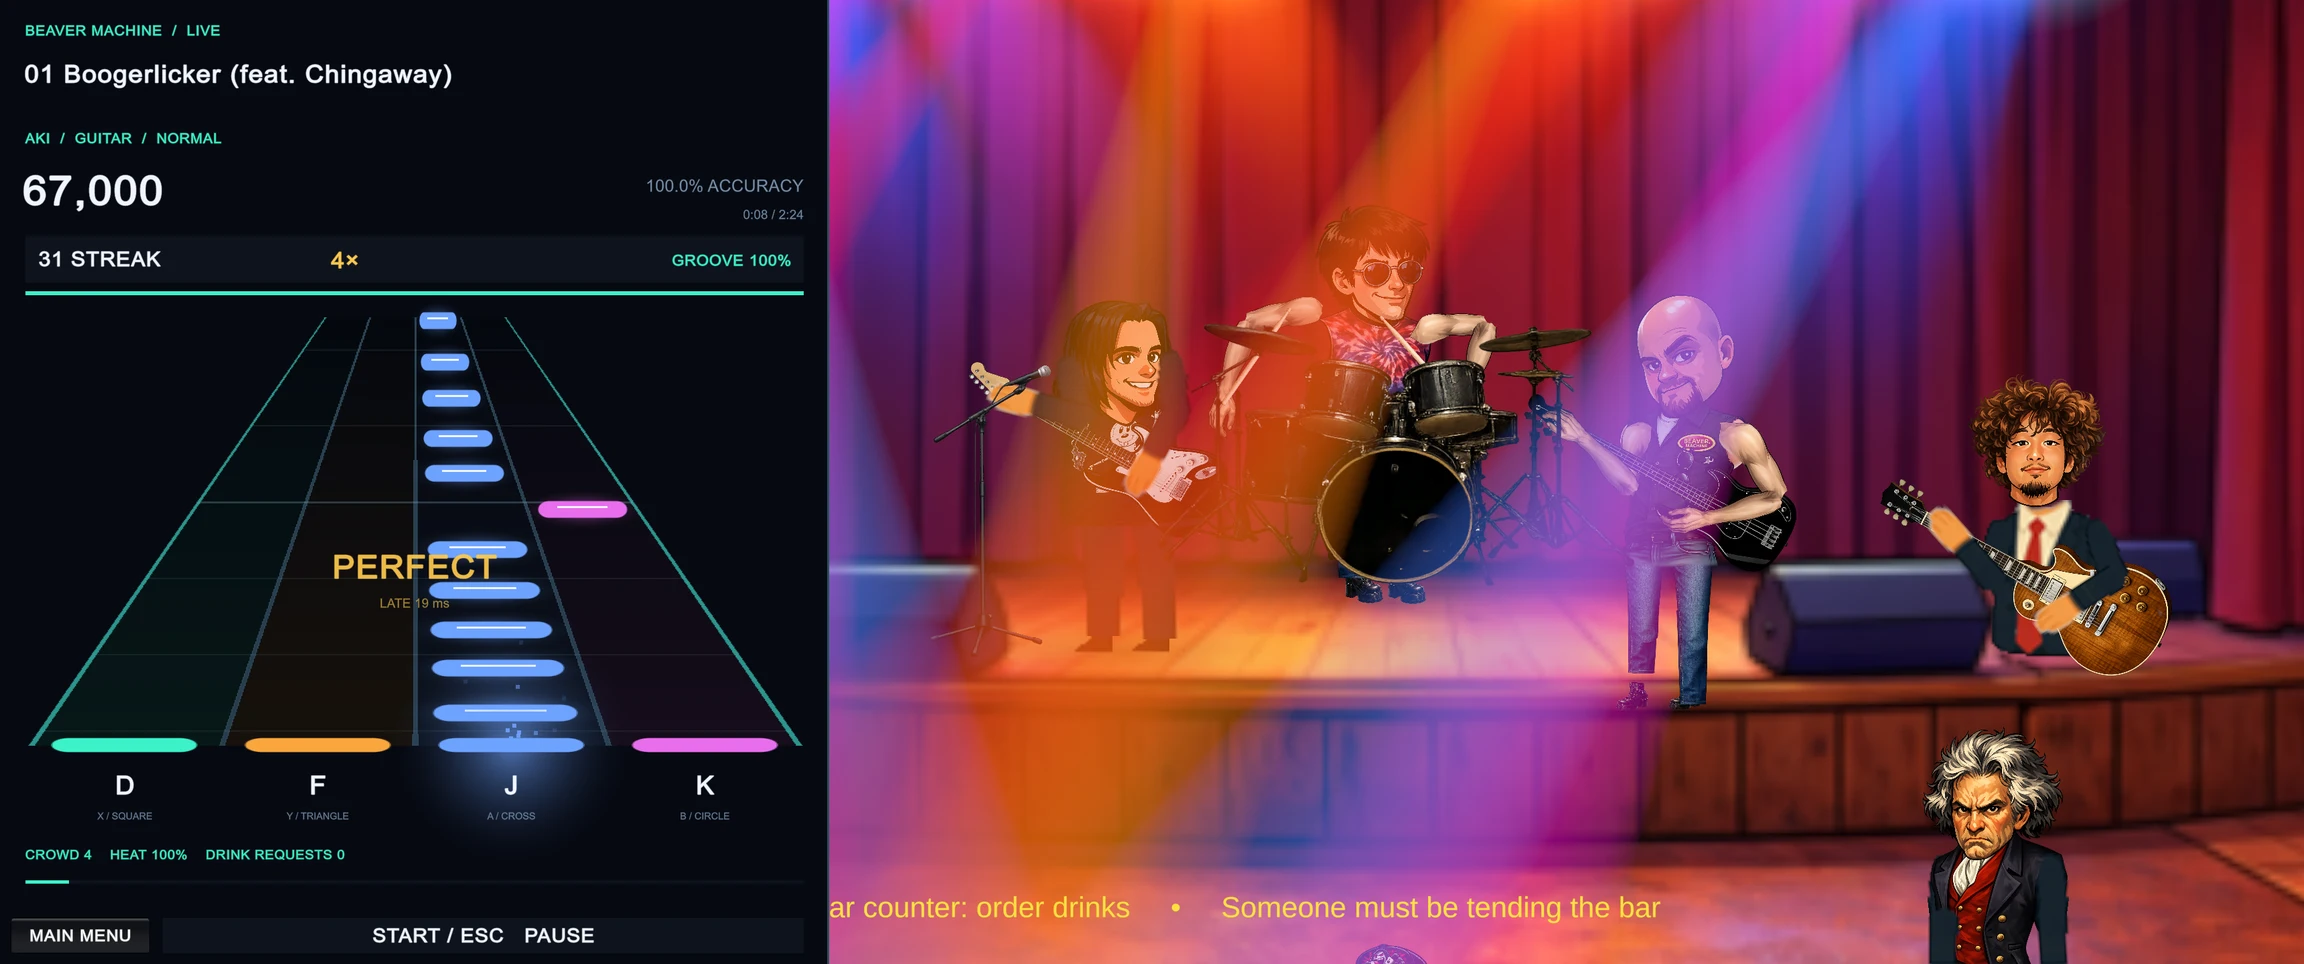 BEAVER MACHINE / LIVE
01 Boogerlicker (feat. Chingaway)
AKI / GUITAR / NORMAL
67,000
100.0% ACCURACY
0:08 / 2:24
31 STREAK 4× GROOVE 100%
PERFECT
LATE 19 ms
D F J K
X / SQUARE Y / TRIANGLE A / CROSS B / CIRCLE
CROWD 4 HEAT 100% DRINK REQUESTS 0
MAIN MENU START / ESC PAUSE
BEAVER MACHINE
ar counter: order drinks • Someone must be tending the bar